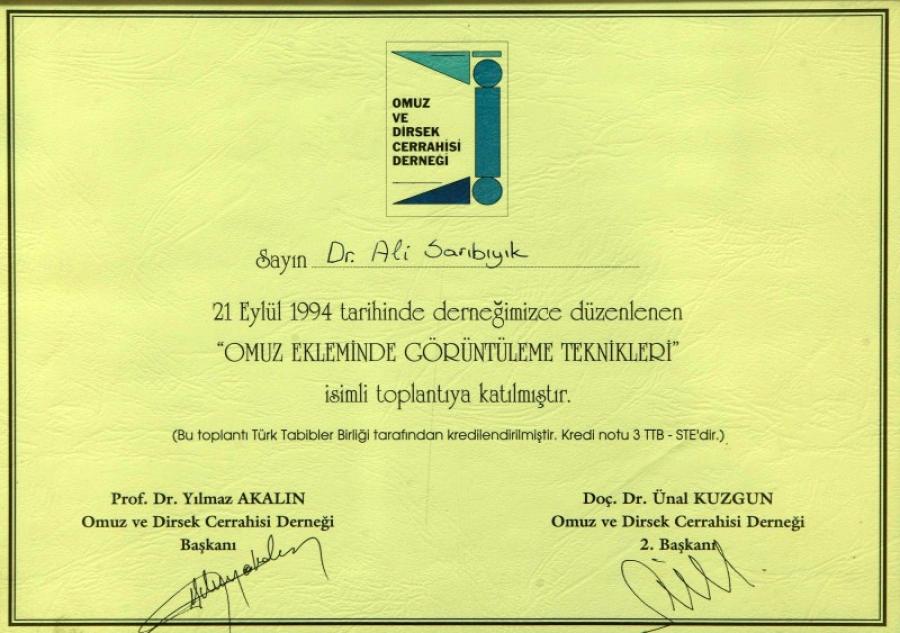 OMUZ
VE
DİRSEK
CERRAHİSİ
DERNEĞİ
Sayın Dr. Ali Sarıbıyık
21 Eylül 1994 tarihinde derneğimizce düzenlenen
“OMUZ EKLEMİNDE GÖRÜNTÜLEME TEKNİKLERİ”
isimli toplantıya katılmıştır.
(Bu toplantı Türk Tabibler Birliği tarafından kredilendirilmiştir. Kredi notu 3 TTB - STE'dir.)
Prof. Dr. Yılmaz AKALIN
Omuz ve Dirsek Cerrahisi Derneği
Başkanı
Doç. Dr. Ünal KUZGUN
Omuz ve Dirsek Cerrahisi Derneği
2. Başkanı